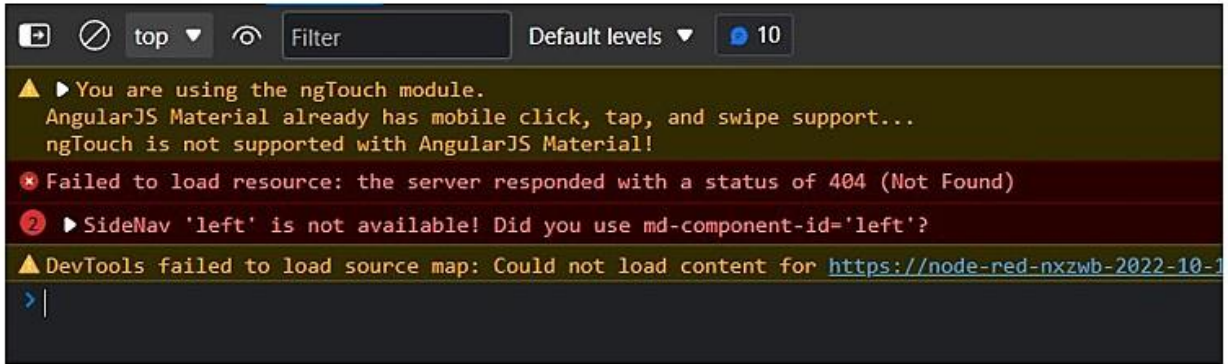 top Filter Default levels 10
You are using the ngTouch module.
AngularJS Material already has mobile click, tap, and swipe support...
ngTouch is not supported with AngularJS Material!
Failed to load resource: the server responded with a status of 404 (Not Found)
2 SideNav 'left' is not available! Did you use md-component-id='left'?
DevTools failed to load source map: Could not load content for https://node-red-nxzwb-2022-10-1